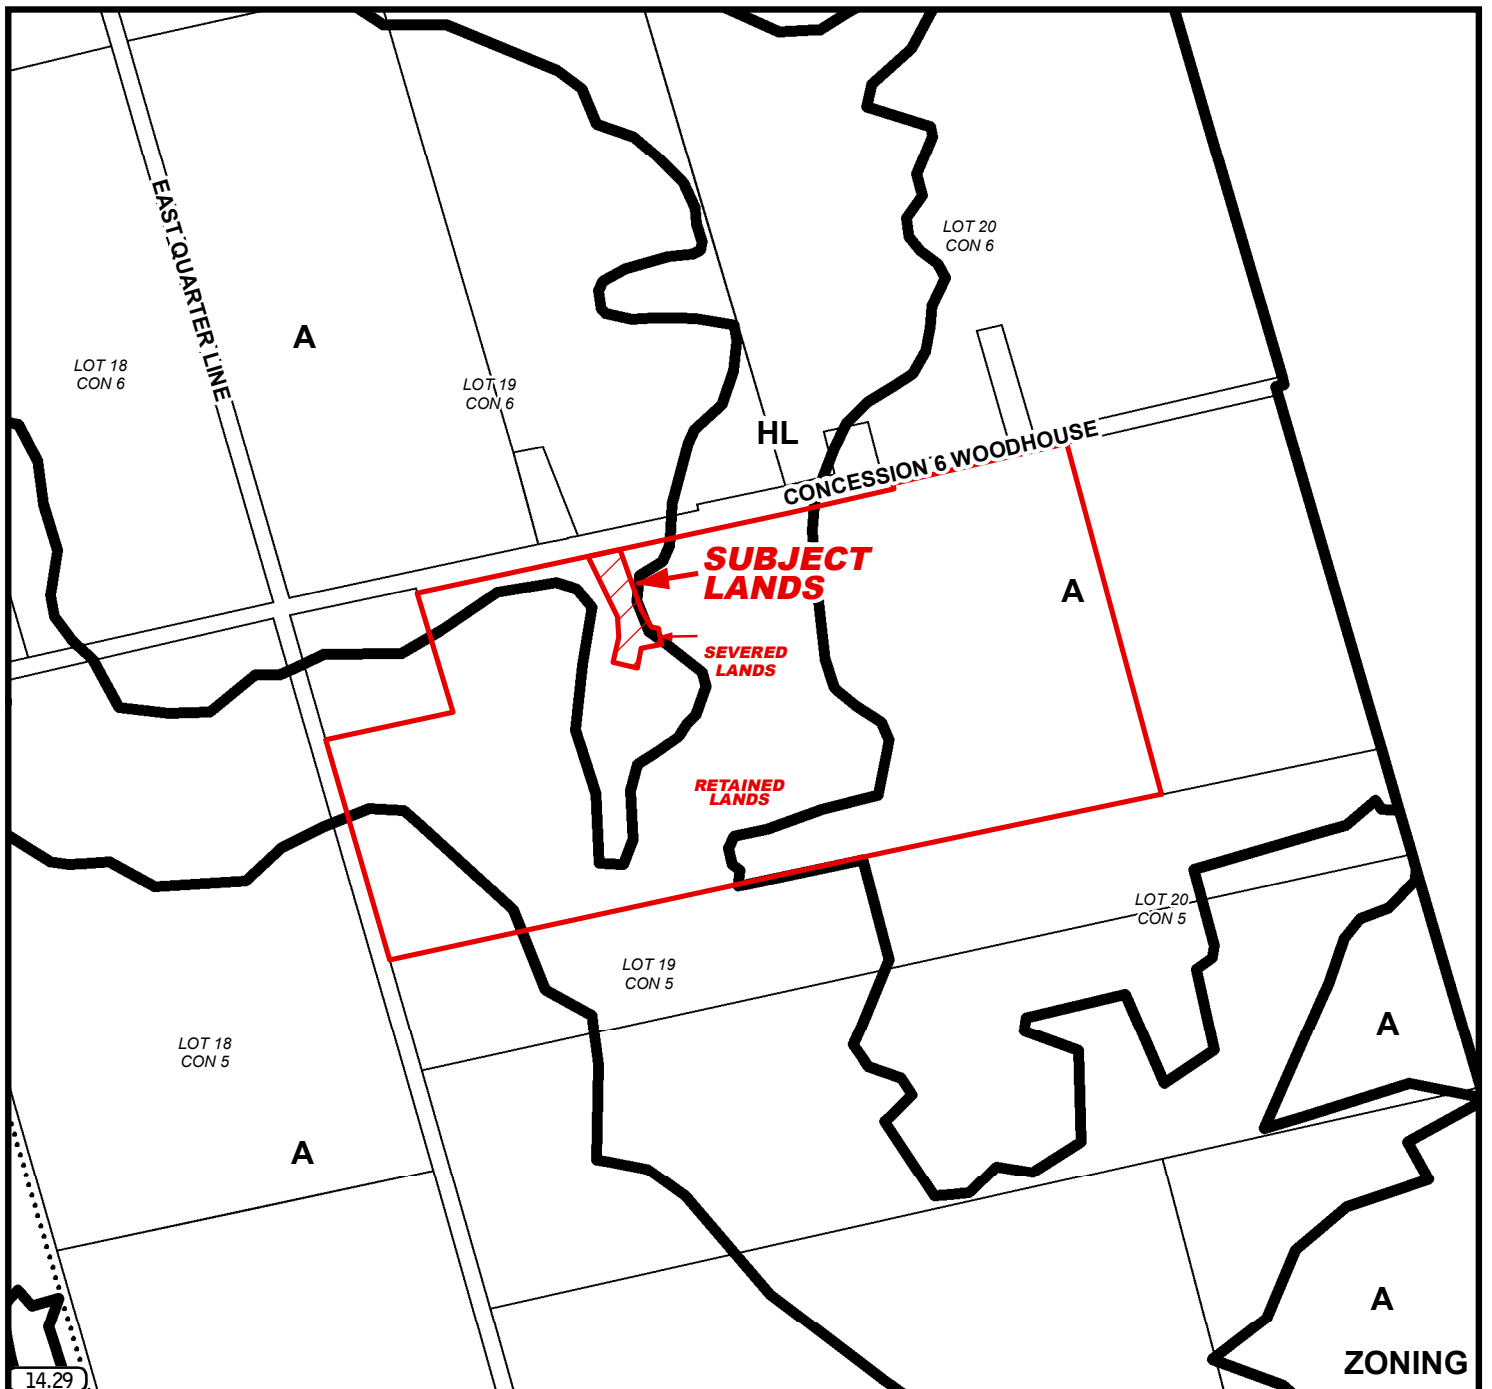 EAST QUARTER LINE
LOT 20
CON 6
A
LOT 18
CON 6
LOT 19
CON 6
HL
CONCESSION 6 WOODHOUSE
SUBJECT
LANDS
A
SEVERED
LANDS
RETAINED
LANDS
LOT 20
CON 5
LOT 19
CON 5
LOT 18
CON 5
A
A
A
ZONING
14.29